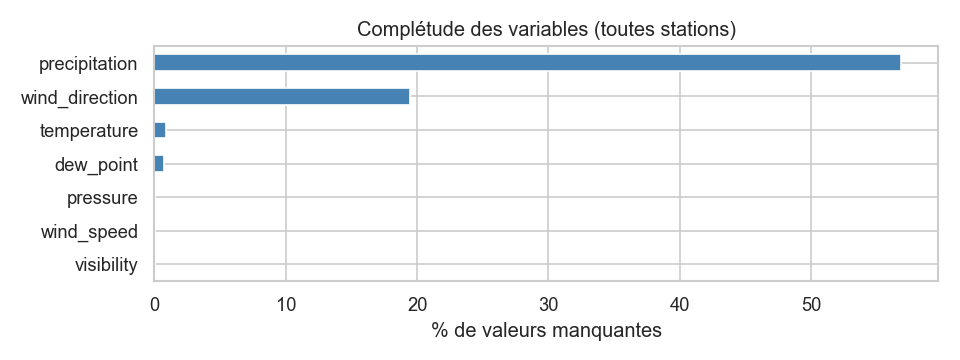 Complétude des variables (toutes stations)
precipitation
wind_direction
temperature
dew_point
pressure
wind_speed
visibility
0 10 20 30 40 50
% de valeurs manquantes